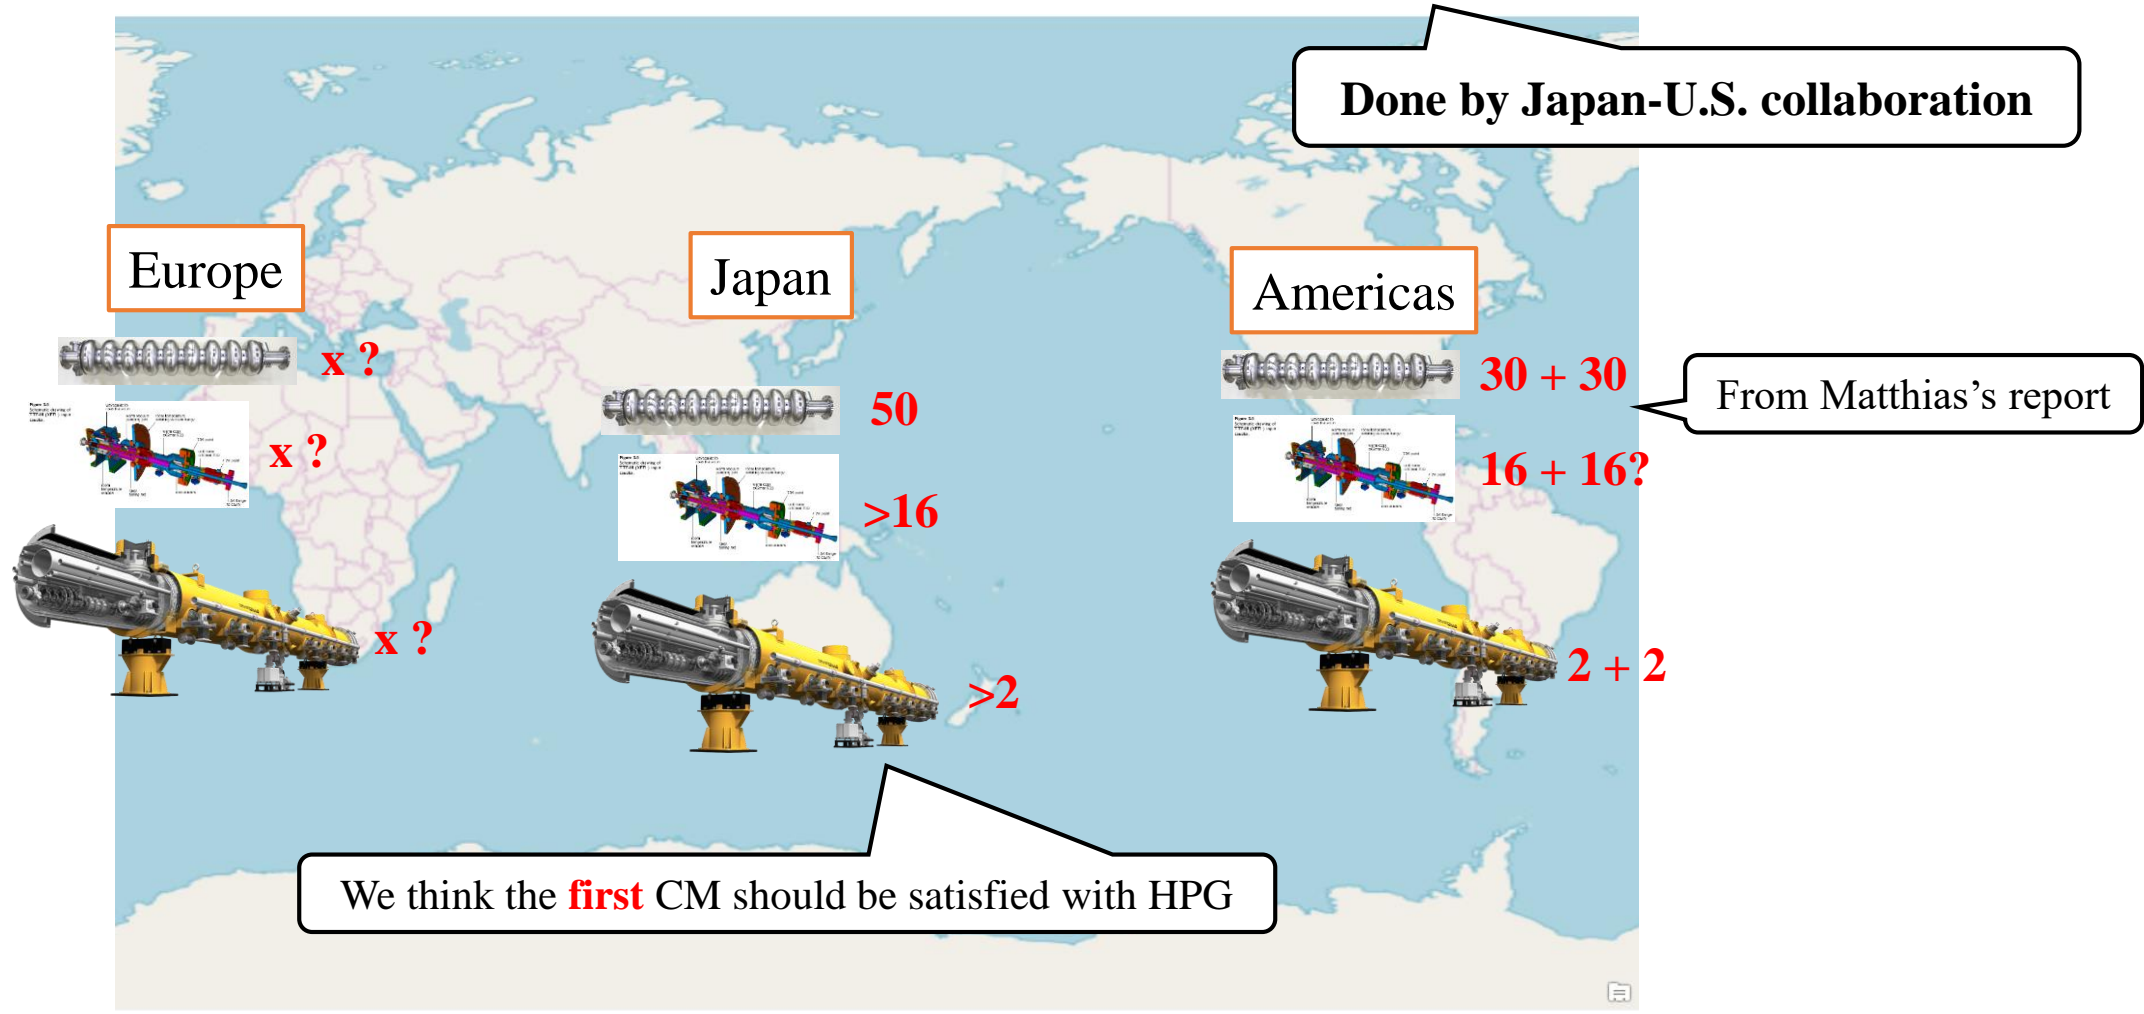 Done by Japan-U.S. collaboration
Europe
Japan
Americas
x ?
x ?
x ?
50
>16
>2
30 + 30
16 + 16?
2 + 2
From Matthias’s report
We think the first CM should be satisfied with HPG